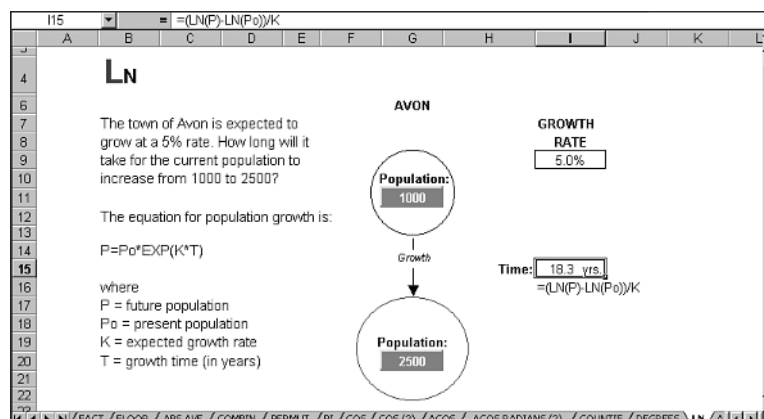 I15 = =(LN(P)-LN(Po))/K
A B C D E F G H I J K L
3
4 LN
6 AVON
7 The town of Avon is expected to GROWTH
8 grow at a 5% rate. How long will it RATE
9 take for the current population to 5.0%
10 increase from 1000 to 2500? Population:
11 1000
12 The equation for population growth is:
13
14 P=Po*EXP(K*T) Growth
15 Time: 18.3 yrs.
16 where =(LN(P)-LN(Po))/K
17 P = future population
18 Po = present population
19 K = expected growth rate Population:
20 T = growth time (in years) 2500
21
22
FACT / FLOOR / ABS AVE / COMBIN / PERMUT / PI / COS / COS (2) / ACOS / ACOS RADIANS (2) / COUNTIF / DEGREES \ LN / A